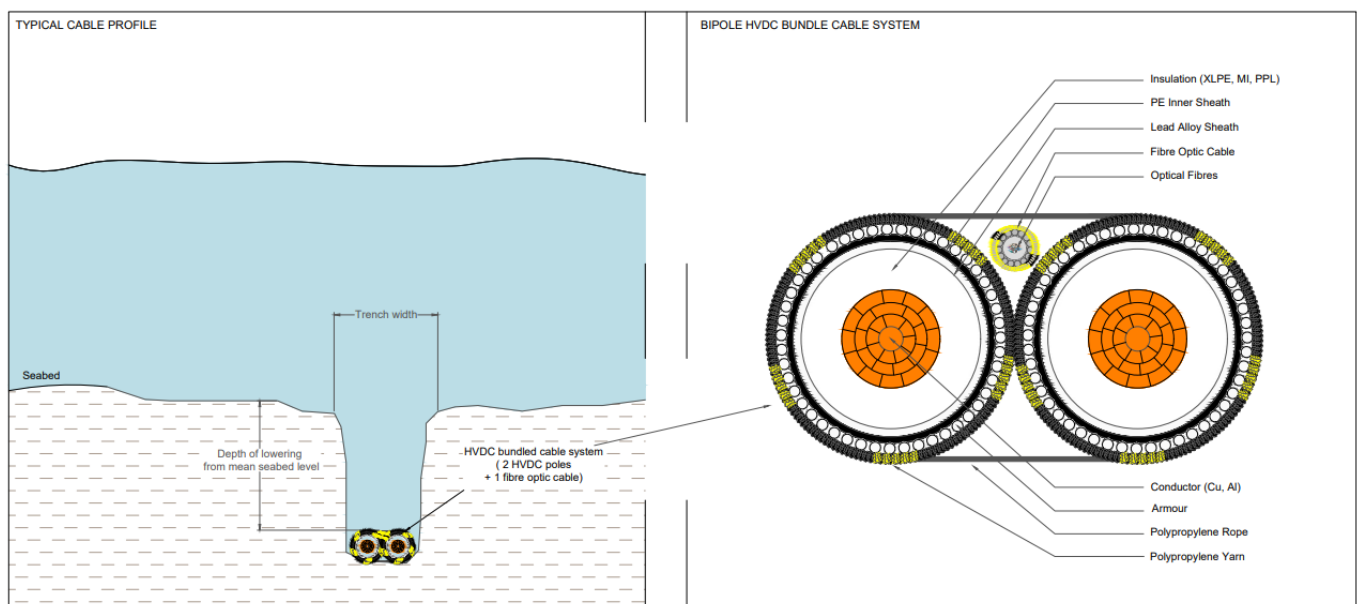 TYPICAL CABLE PROFILE
Trench width
Seabed
Depth of lowering
from mean seabed level
HVDC bundled cable system
( 2 HVDC poles
+ 1 fibre optic cable)
BIPOLE HVDC BUNDLE CABLE SYSTEM
Insulation (XLPE, MI, PPL)
PE Inner Sheath
Lead Alloy Sheath
Fibre Optic Cable
Optical Fibres
Conductor (Cu, Al)
Armour
Polypropylene Rope
Polypropylene Yarn